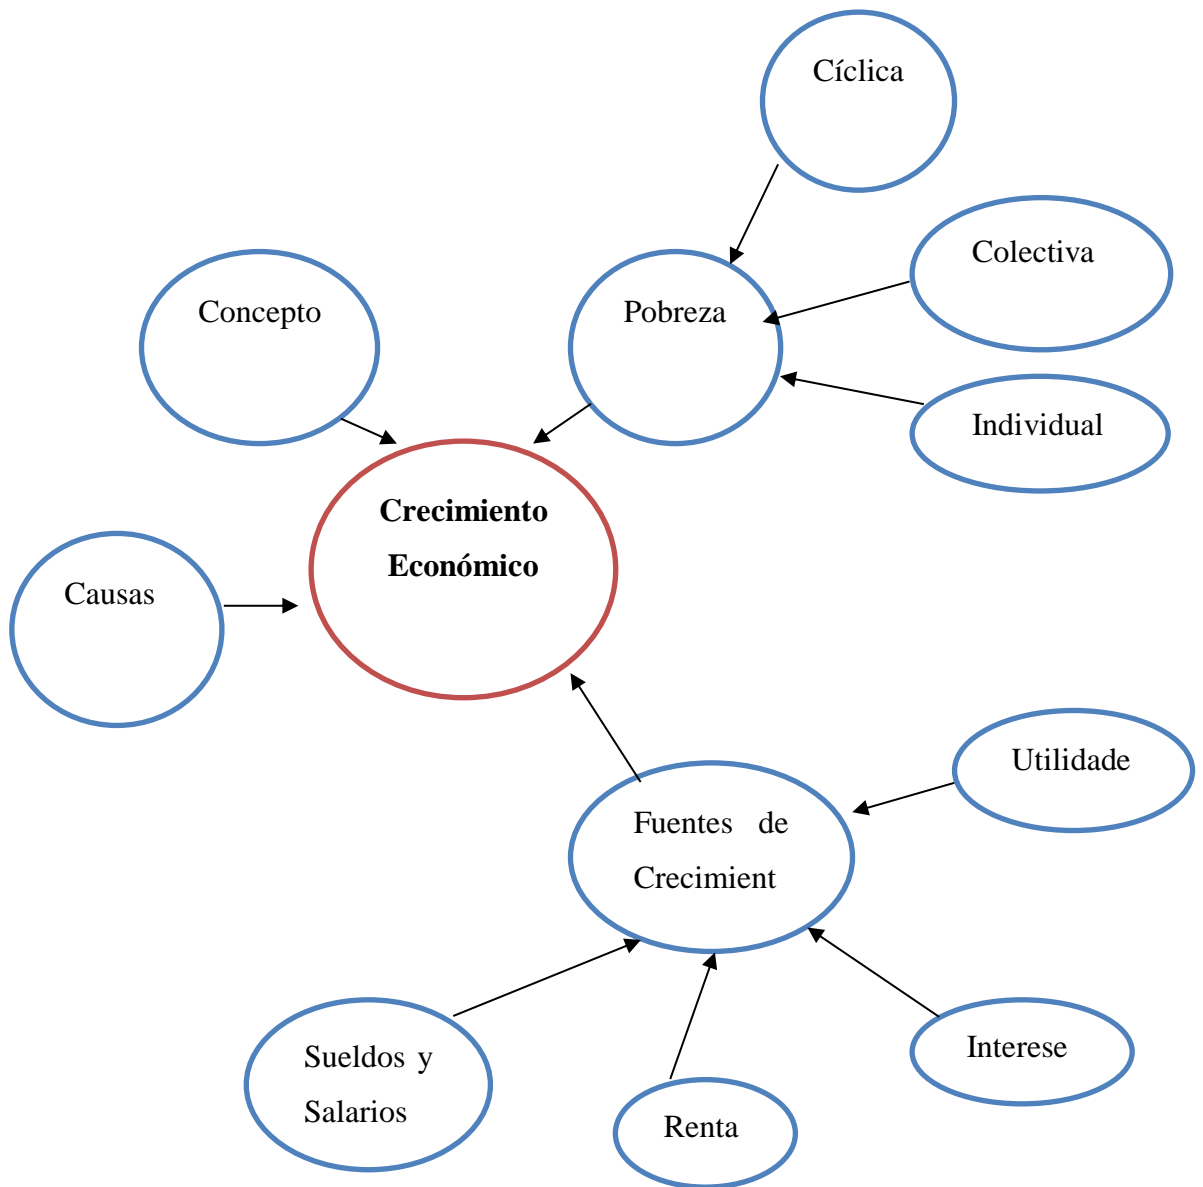 Cíclica
Colectiva
Concepto
Pobreza
Individual
Crecimiento
Económico
Causas
Utilidade
Fuentes de
Crecimient
Interese
Sueldos y
Salarios
Renta